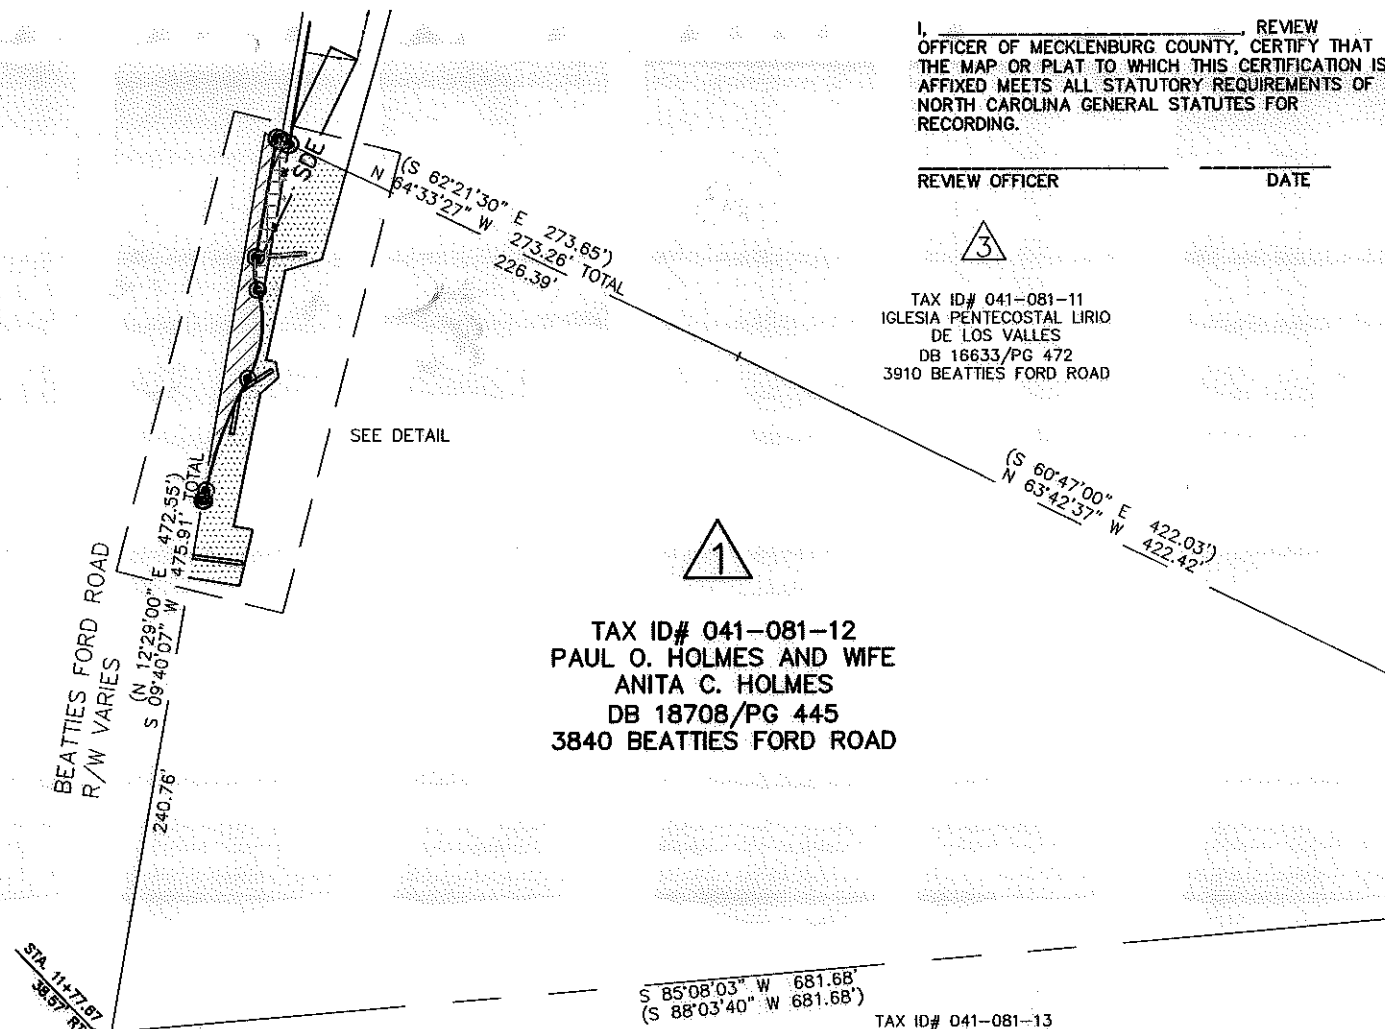 I, ____________________, REVIEW
OFFICER OF MECKLENBURG COUNTY, CERTIFY THAT
THE MAP OR PLAT TO WHICH THIS CERTIFICATION IS
AFFIXED MEETS ALL STATUTORY REQUIREMENTS OF
NORTH CAROLINA GENERAL STATUTES FOR
RECORDING.
REVIEW OFFICER DATE
SDE
(S 62°21'30" E 273.65')
N 64°33'27" W 273.26' TOTAL
226.39'
3
TAX ID# 041-081-11
IGLESIA PENTECOSTAL LIRIO
DE LOS VALLES
DB 16633/PG 472
3910 BEATTIES FORD ROAD
SEE DETAIL
(S 60°47'00" E 422.03')
N 63°42'37" W 422.42'
1
TAX ID# 041-081-12
PAUL O. HOLMES AND WIFE
ANITA C. HOLMES
DB 18708/PG 445
3840 BEATTIES FORD ROAD
BEATTIES FORD ROAD
R/W VARIES
(N 12°29'00" E 472.55')
S 09°40'07" W 475.91' TOTAL
240.76'
STA. 11+77.67
38.57' RT
S 85°08'03" W 681.68'
(S 88°03'40" W 681.68')
TAX ID# 041-081-13